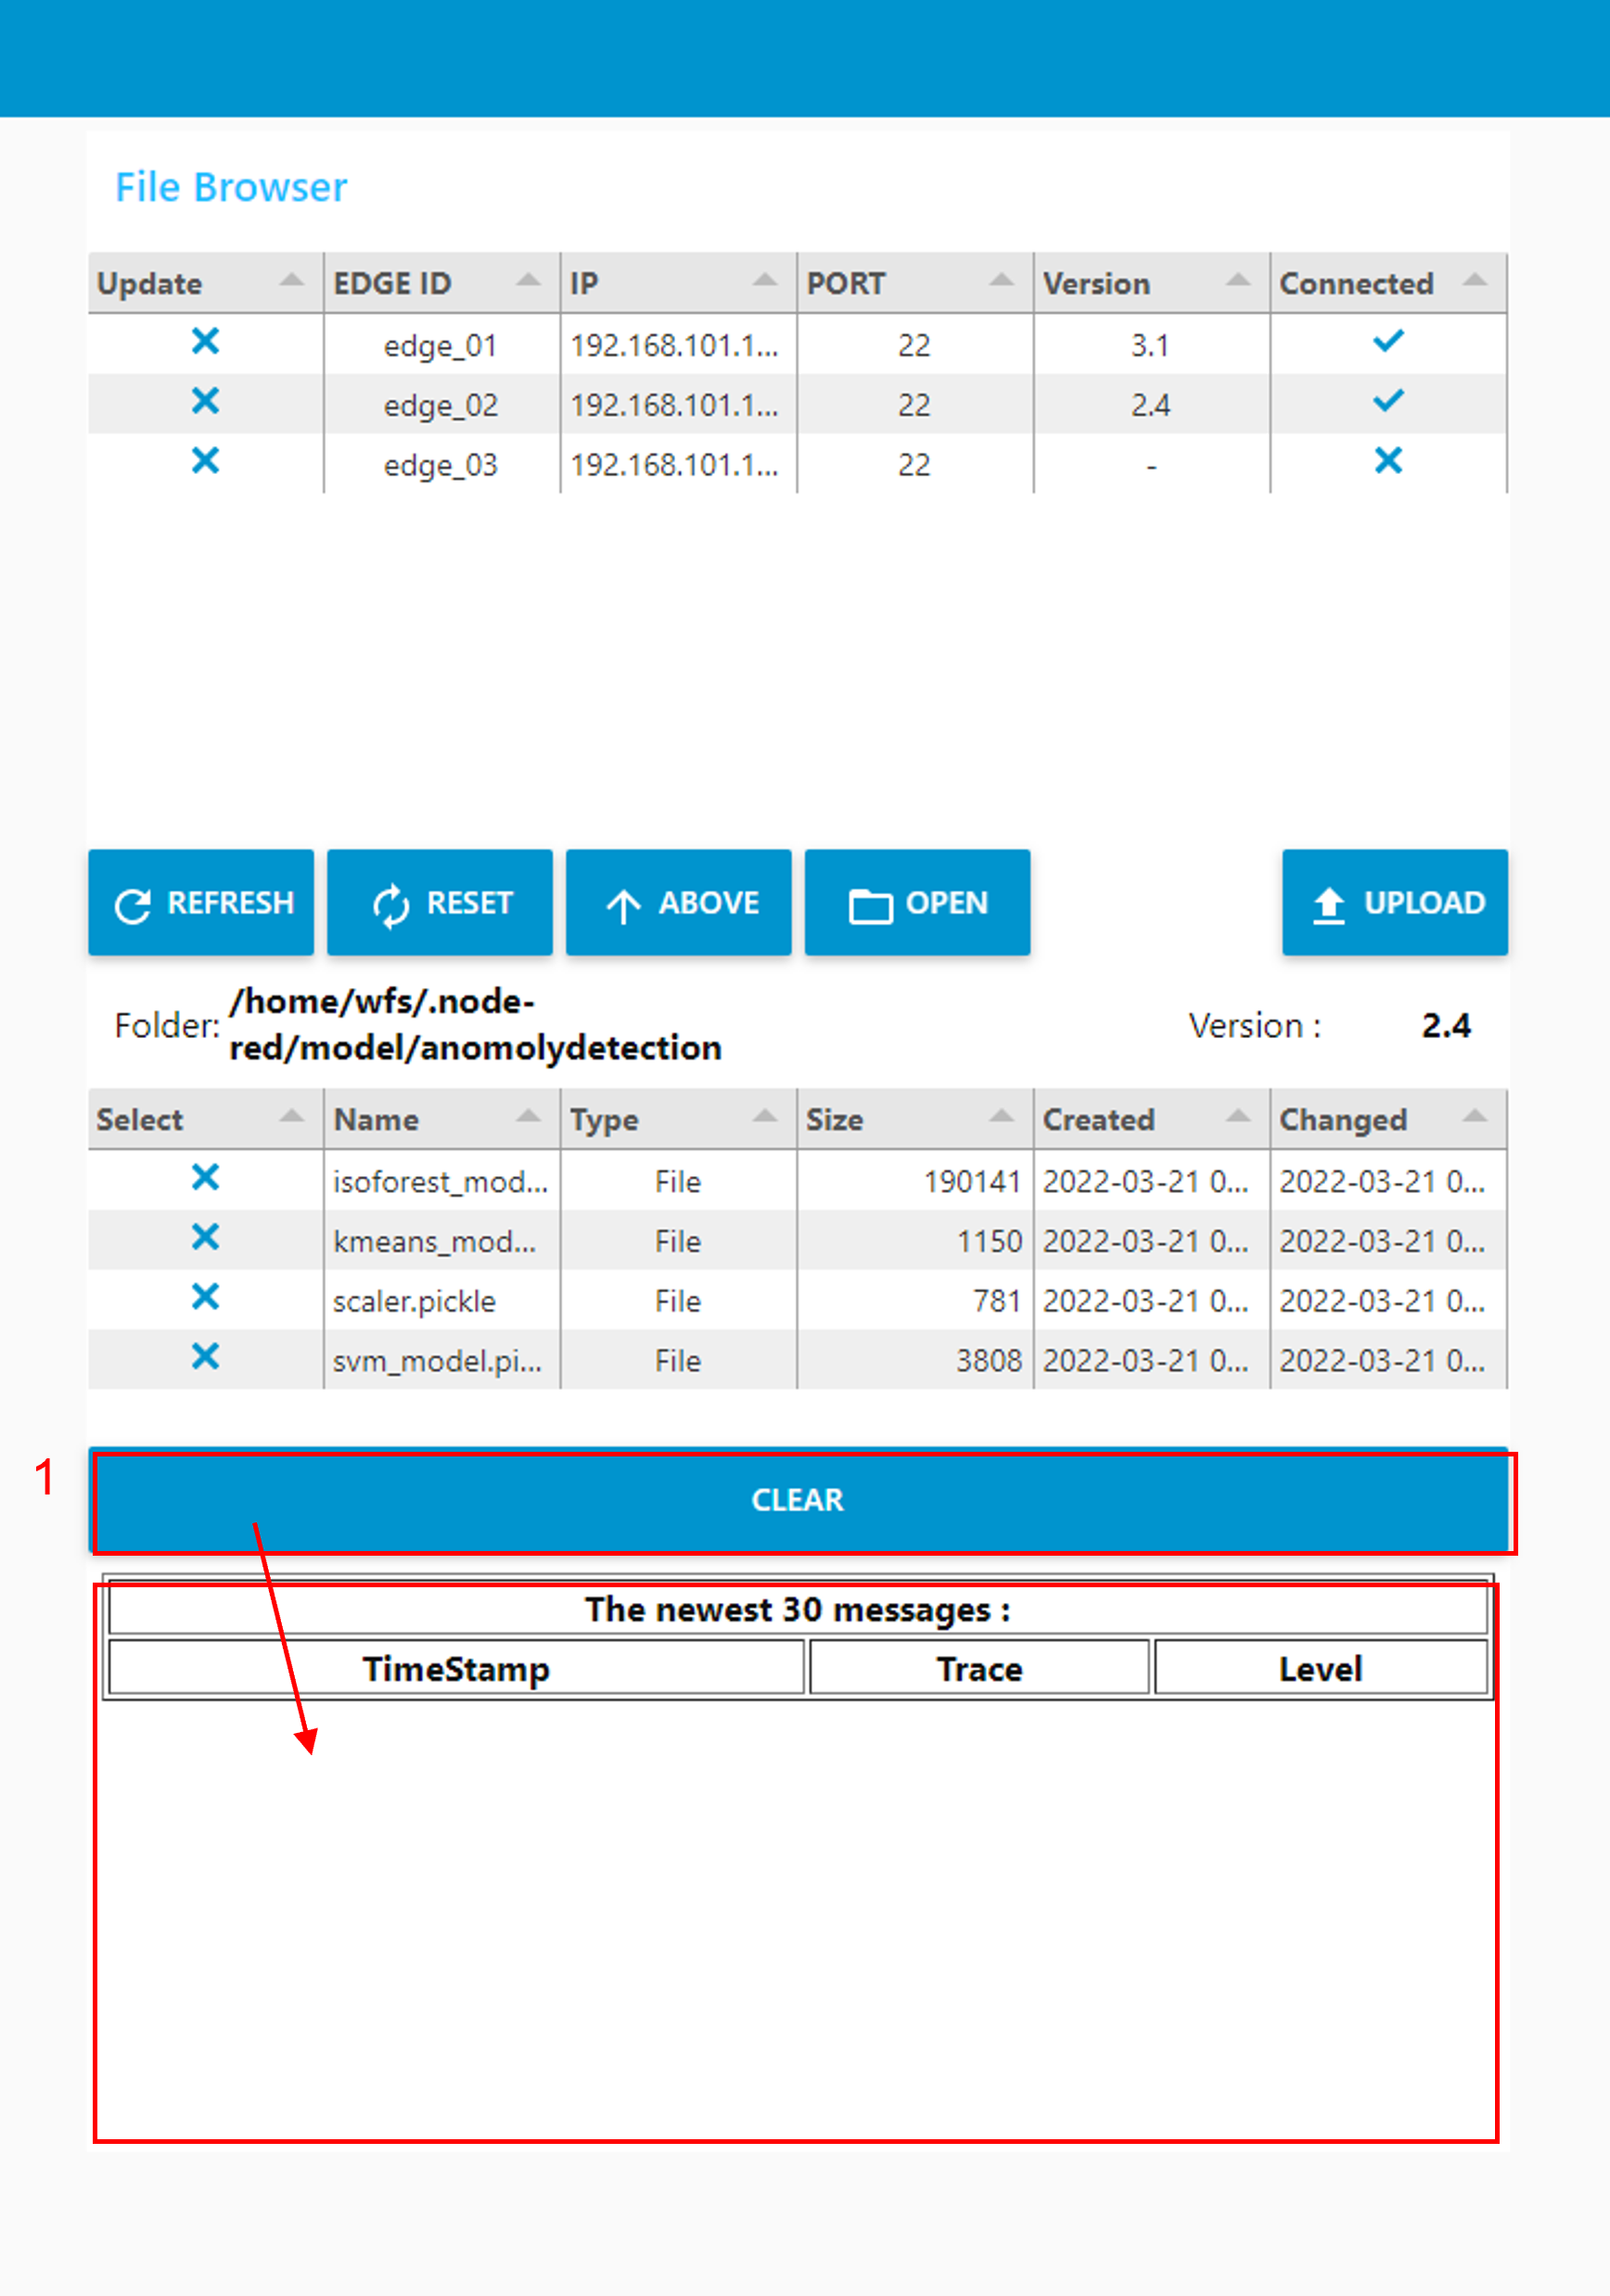 File Browser
Update EDGE ID IP PORT Version Connected
edge_01 192.168.101.1... 22 3.1
edge_02 192.168.101.1... 22 2.4
edge_03 192.168.101.1... 22 -
REFRESH RESET ABOVE OPEN UPLOAD
Folder: /home/wfs/.node-
red/model/anomolydetection
Version : 2.4
Select Name Type Size Created Changed
isoforest_mod... File 190141 2022-03-21 0... 2022-03-21 0...
kmeans_mod... File 1150 2022-03-21 0... 2022-03-21 0...
scaler.pickle File 781 2022-03-21 0... 2022-03-21 0...
svm_model.pi... File 3808 2022-03-21 0... 2022-03-21 0...
1
CLEAR
The newest 30 messages :
TimeStamp Trace Level